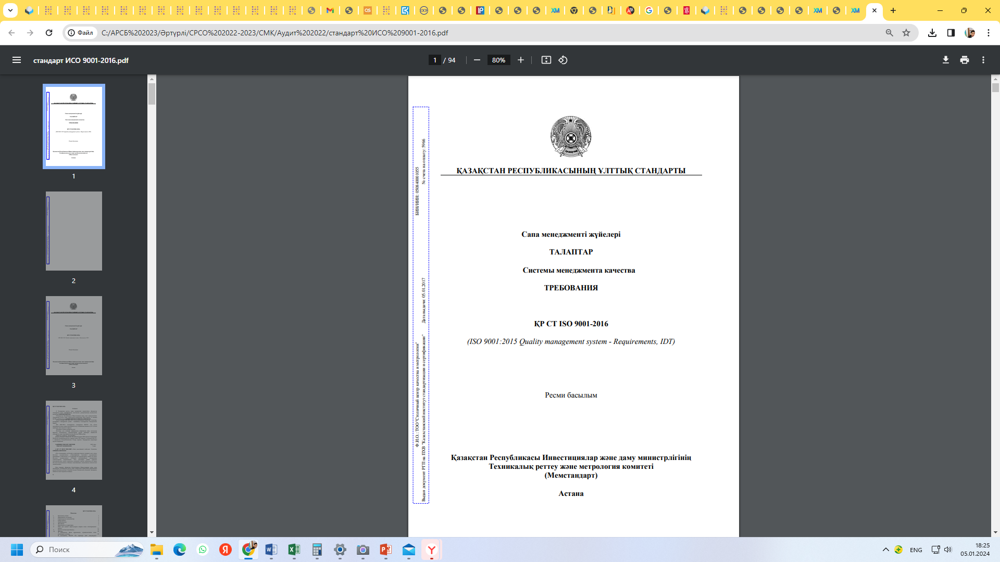 Файл
C:/АРСБ%202023/Әртүрлі/СРСО%202022-2023/СМК/Аудит%202022/стандарт%20ИСО%209001-2016.pdf
стандарт ИСО 9001-2016.pdf
1 / 94
80%
1
2
3
4
БИН/ИИН: 050840001055
№ счета на оплату: 5966
Ф.И.О.: ТОО "Столичный центр качества и метрологии"
Дата выдачи: 05.01.2017
Выдан документ РГП на ПХВ "Казахстанский институт стандартизации и сертификации"
ҚАЗАҚСТАН РЕСПУБЛИКАСЫНЫҢ ҰЛТТЫҚ СТАНДАРТЫ
Сапа менеджменті жүйелері
ТАЛАПТАР
Системы менеджмента качества
ТРЕБОВАНИЯ
ҚР СТ ISO 9001-2016
(ISO 9001:2015 Quality management system - Requirements, IDT)
Ресми басылым
Қазақстан Республикасы Инвестициялар және даму министрлігінің
Техникалық реттеу және метрология комитеті
(Мемстандарт)
Астана
Поиск
ENG
18:25
05.01.2024